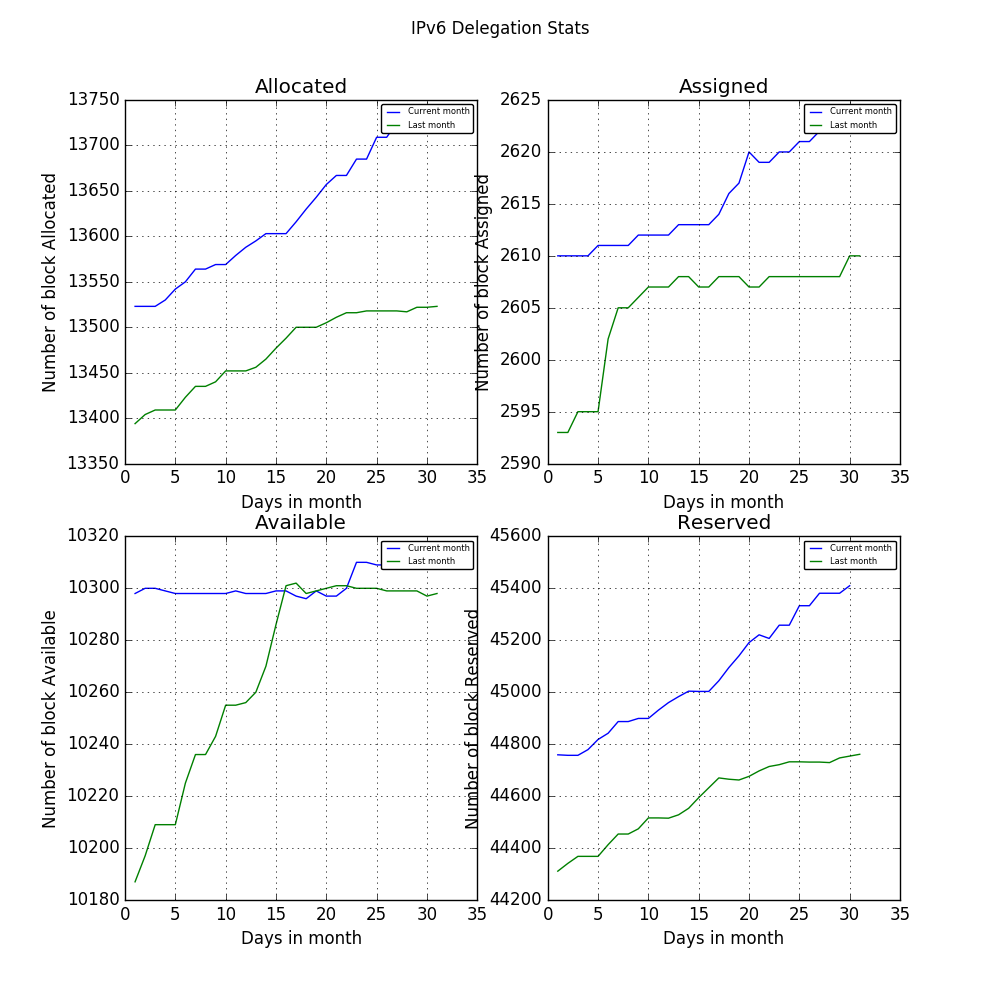 IPv6 Delegation Stats
Allocated
Number of block Allocated
13750
13700
13650
13600
13550
13500
13450
13400
13350
Current month
Last month
0 5 10 15 20 25 30 35
Days in month
Assigned
Number of block Assigned
2625
2620
2615
2610
2605
2600
2595
2590
Current month
Last month
0 5 10 15 20 25 30 35
Days in month
Available
Number of block Available
10320
10300
10280
10260
10240
10220
10200
10180
Current month
Last month
0 5 10 15 20 25 30 35
Days in month
Reserved
Number of block Reserved
45600
45400
45200
45000
44800
44600
44400
44200
Current month
Last month
0 5 10 15 20 25 30 35
Days in month